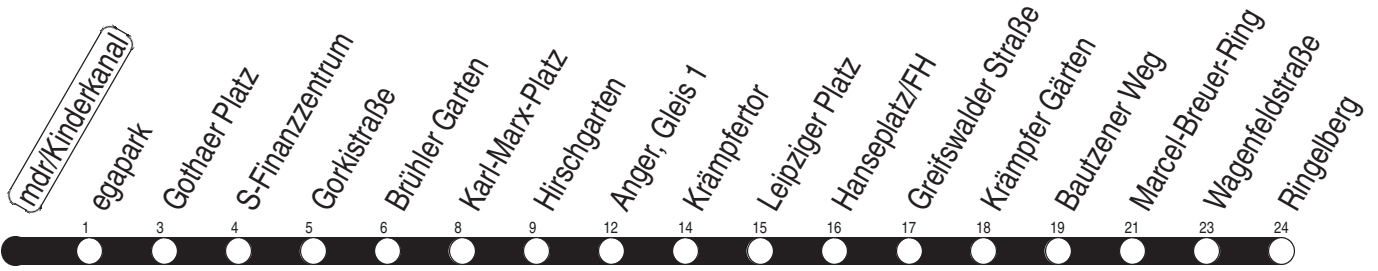 mdr/Kinderkanal
egapark
Gothaer Platz
S-Finanzzentrum
Gorkistraße
Brühler Garten
Karl-Marx-Platz
Hirschgarten
Anger, Gleis 1
Krämpfertor
Leipziger Platz
Hanseplatz/FH
Greifswalder Straße
Krämpfer Gärten
Bautzener Weg
Marcel-Breuer-Ring
Wagenfeldstraße
Ringelberg
1 3 4 5 6 8 9 12 14 15 16 17 18 19 21 23 24